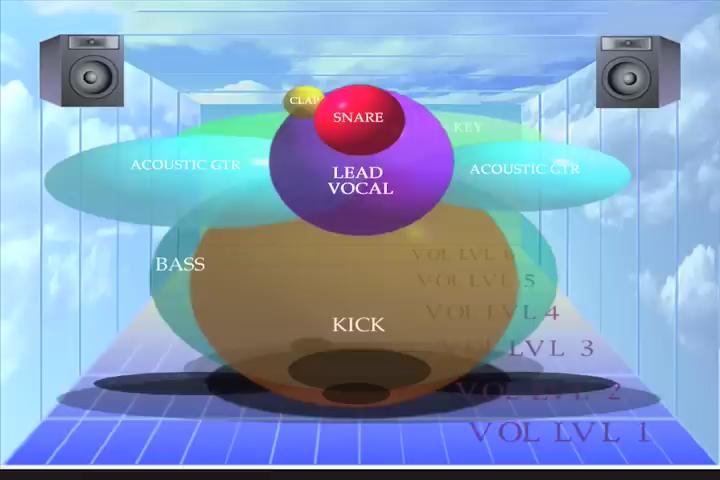 CLAP
SNARE
KEY
ACOUSTIC GTR
LEAD
VOCAL
ACOUSTIC GTR
BASS
VOL LVL 6
VOL LVL 5
VOL LVL 4
KICK
LVL 3
VOL LVL 2
VOL LVL 1